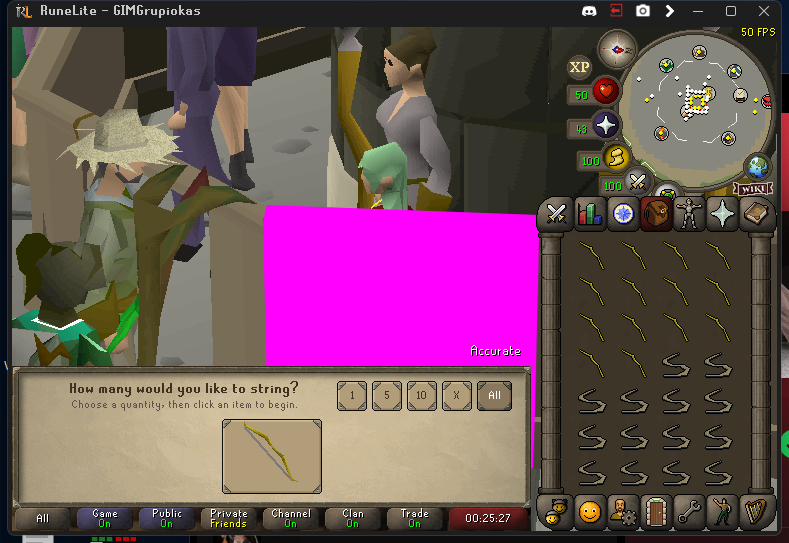 RuneLite - GIMGrupiokas
50 FPS
XP
50
43
100
100
WIKI
Accurate
How many would you like to string?
Choose a quantity, then click an item to begin.
1
5
10
X
All
All
Game
On
Public
On
Private
Friends
Channel
On
Clan
On
Trade
On
00:25:27